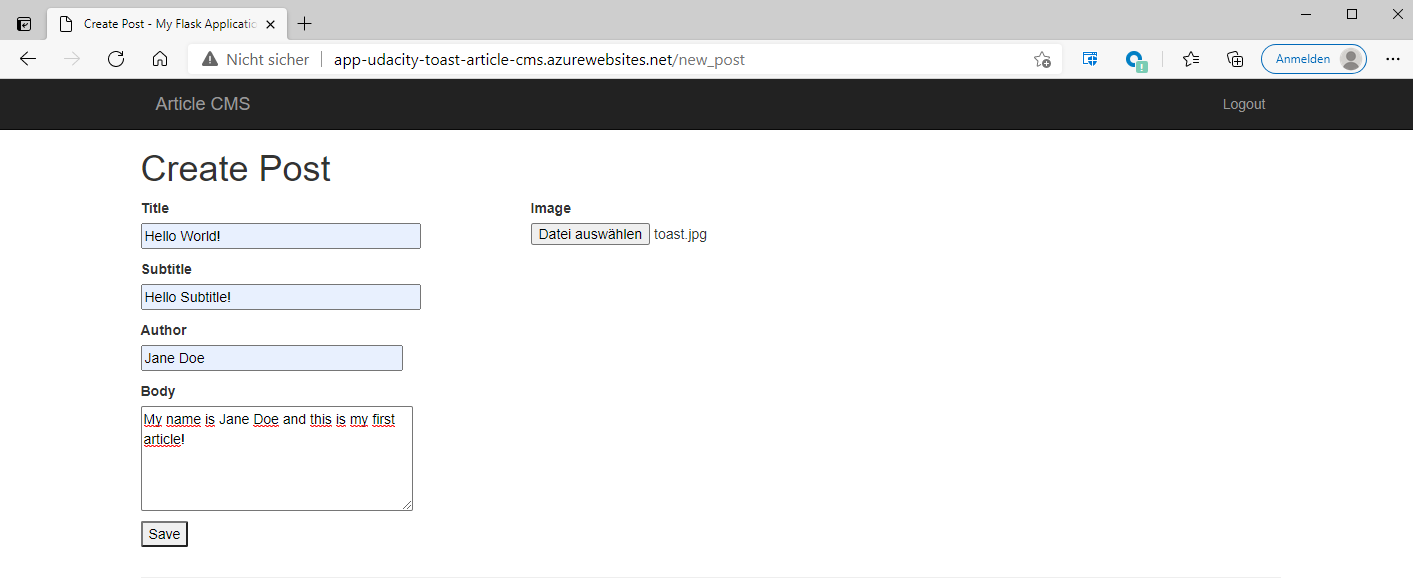 Create Post - My Flask Applicatio
Nicht sicher
app-udacity-toast-article-cms.azurewebsites.net/new_post
Anmelden
Article CMS
Logout
Create Post
Title
Hello World!
Subtitle
Hello Subtitle!
Author
Jane Doe
Body
My name is Jane Doe and this is my first
article!
Save
Image
Datei auswählen toast.jpg